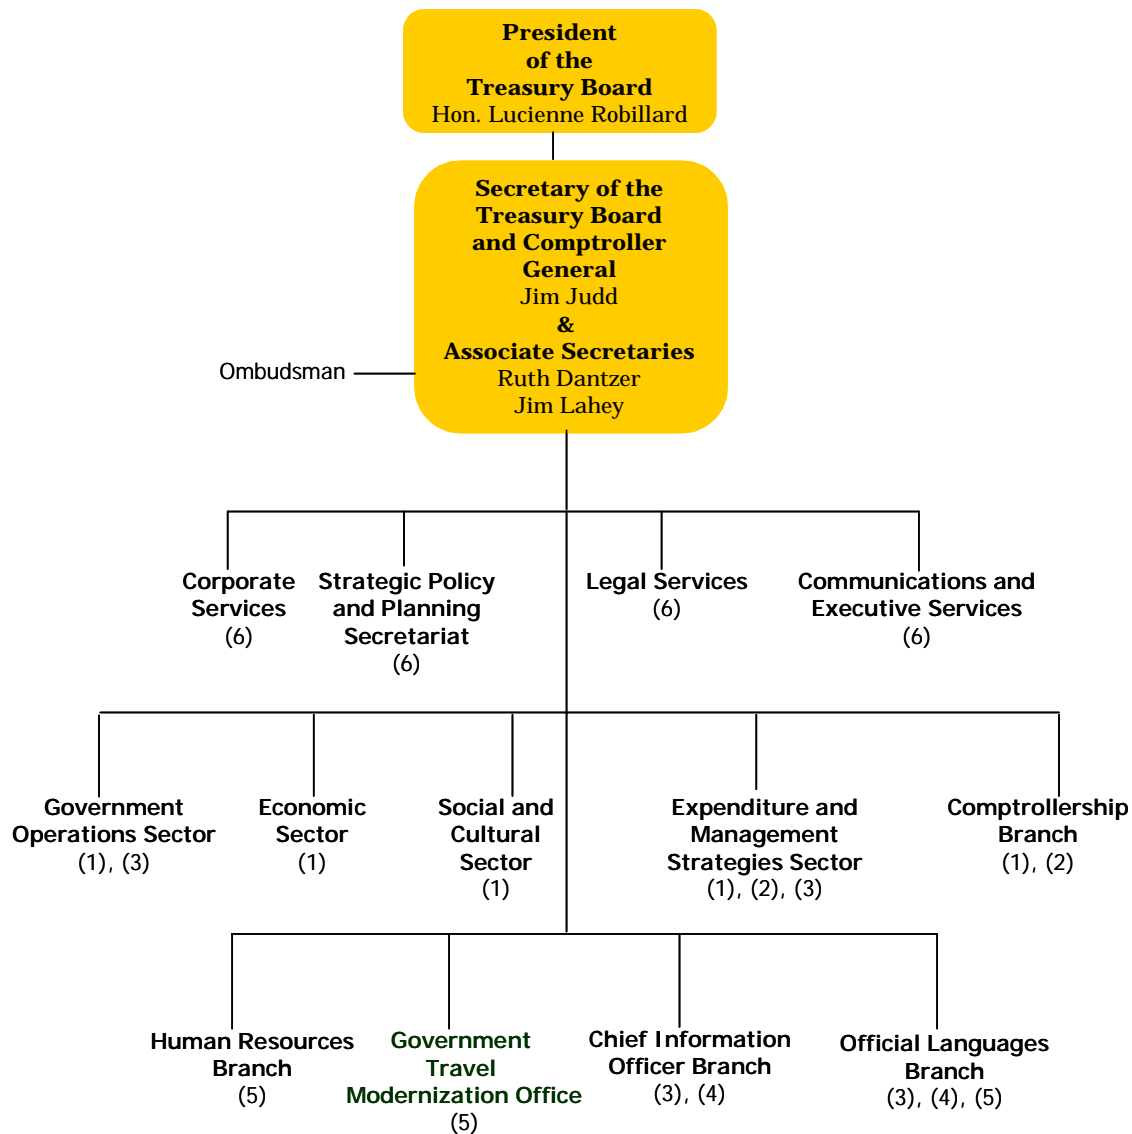 President
of the
Treasury Board
Hon. Lucienne Robillard
Secretary of the
Treasury Board
and Comptroller
General
Jim Judd
&
Associate Secretaries
Ruth Dantzer
Jim Lahey
Ombudsman
Corporate
Services
(6)
Strategic Policy
and Planning
Secretariat
(6)
Legal Services
(6)
Communications and
Executive Services
(6)
Government
Operations Sector
(1), (3)
Economic
Sector
(1)
Social and
Cultural
Sector
(1)
Expenditure and
Management
Strategies Sector
(1), (2), (3)
Comptrollership
Branch
(1), (2)
Human Resources
Branch
(5)
Government
Travel
Modernization Office
(5)
Chief Information
Officer Branch
(3), (4)
Official Languages
Branch
(3), (4), (5)